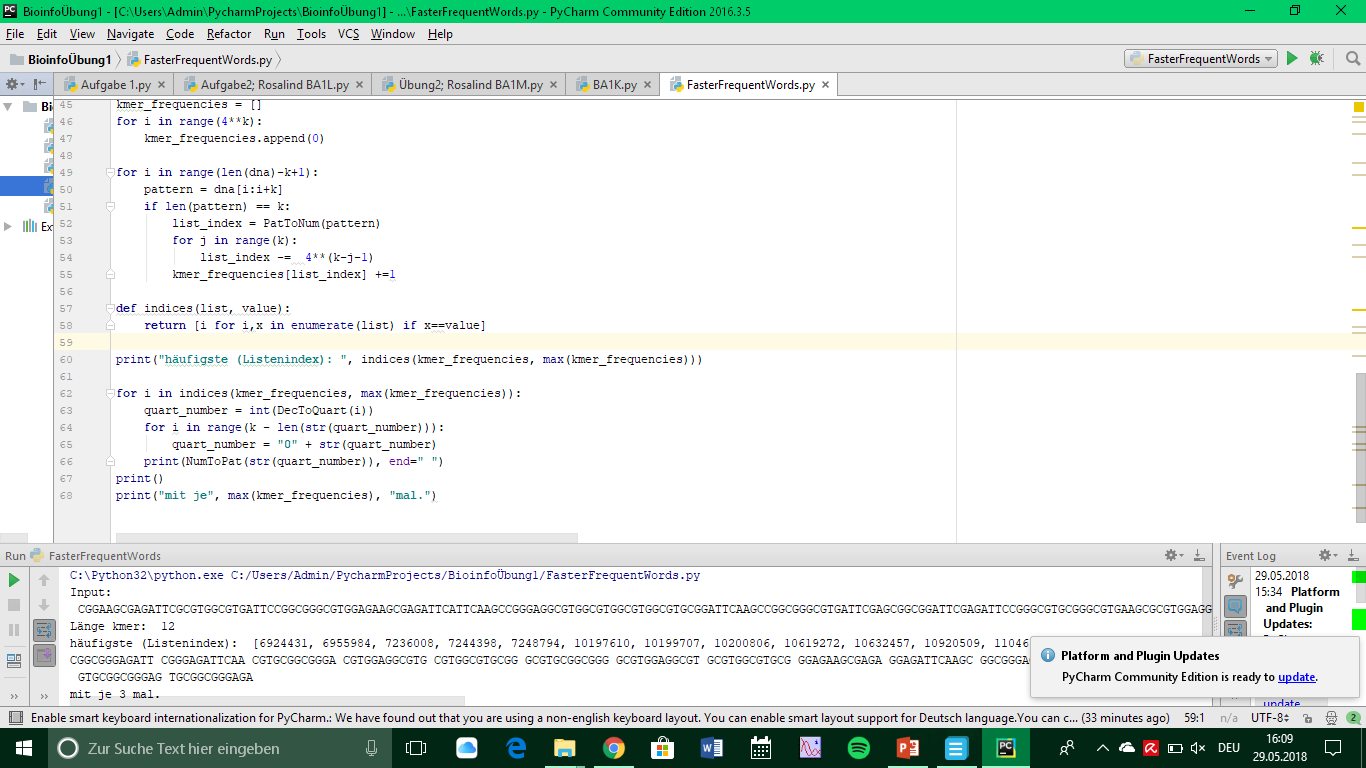 BioinfoÜbung1 - [C:\Users\Admin\PycharmProjects\BioinfoÜbung1] - ...\FasterFrequentWords.py - PyCharm Community Edition 2016.3.5
File Edit View Navigate Code Refactor Run Tools VCS Window Help
BioinfoÜbung1 FasterFrequentWords.py FasterFrequentWords
Aufgabe 1.py Aufgabe2; Rosalind BA1L.py Übung2; Rosalind BA1M.py BA1K.py FasterFrequentWords.py
Bi
Ex
45 kmer_frequencies = []
46 for i in range(4**k):
47     kmer_frequencies.append(0)
48
49 for i in range(len(dna)-k+1):
50     pattern = dna[i:i+k]
51     if len(pattern) == k:
52         list_index = PatToNum(pattern)
53         for j in range(k):
54             list_index -=  4**(k-j-1)
55         kmer_frequencies[list_index] +=1
56
57 def indices(list, value):
58     return [i for i,x in enumerate(list) if x==value]
59
60 print("häufigste (Listenindex): ", indices(kmer_frequencies, max(kmer_frequencies)))
61
62 for i in indices(kmer_frequencies, max(kmer_frequencies)):
63     quart_number = int(DecToQuart(i))
64     for i in range(k - len(str(quart_number))):
65         quart_number = "0" + str(quart_number)
66     print(NumToPat(str(quart_number)), end=" ")
67 print()
68 print("mit je", max(kmer_frequencies), "mal.")
Run FasterFrequentWords
C:\Python32\python.exe C:/Users/Admin/PycharmProjects/BioinfoÜbung1/FasterFrequentWords.py
Input:
CGGAAGCGAGATTCGCGTGGCGTGATTCCGGCGGGCGTGGAGAAGCGAGATTCATTCAAGCCGGGAGGCGTGGCGTGGCGTGGCGTGCGGATTCAAGCCGGCGGGCGTGATTCGAGCGGCGGATTCGAGATTCCGGGCGTGCGGGCGTGAAGCGCGTGGAGG
Länge kmer:  12
häufigste (Listenindex):  [6924431, 6955984, 7236008, 7244398, 7248794, 10197610, 10199707, 10200806, 10619272, 10632457, 10920509, 11046
CGGCGGGAGATT CGGGAGATTCAA CGTGCGGCGGGA CGTGGAGGCGTG CGTGGCGTGCGG GCGTGCGGCGGG GCGTGGAGGCGT GCGTGGCGTGCG GGAGAAGCGAGA GGAGATTCAAGC GGCGGGAG
GTGCGGCGGGAG TGCGGCGGGAGA
mit je 3 mal.
Event Log
29.05.2018
15:34 Platform and Plugin Updates:
update
Platform and Plugin Updates
PyCharm Community Edition is ready to update.
Enable smart keyboard internationalization for PyCharm.: We have found out that you are using a non-english keyboard layout. You can enable smart layout support for Deutsch language.You can c... (33 minutes ago) 59:1 n/a UTF-8 2
Zur Suche Text hier eingeben
DEU
16:09
29.05.2018